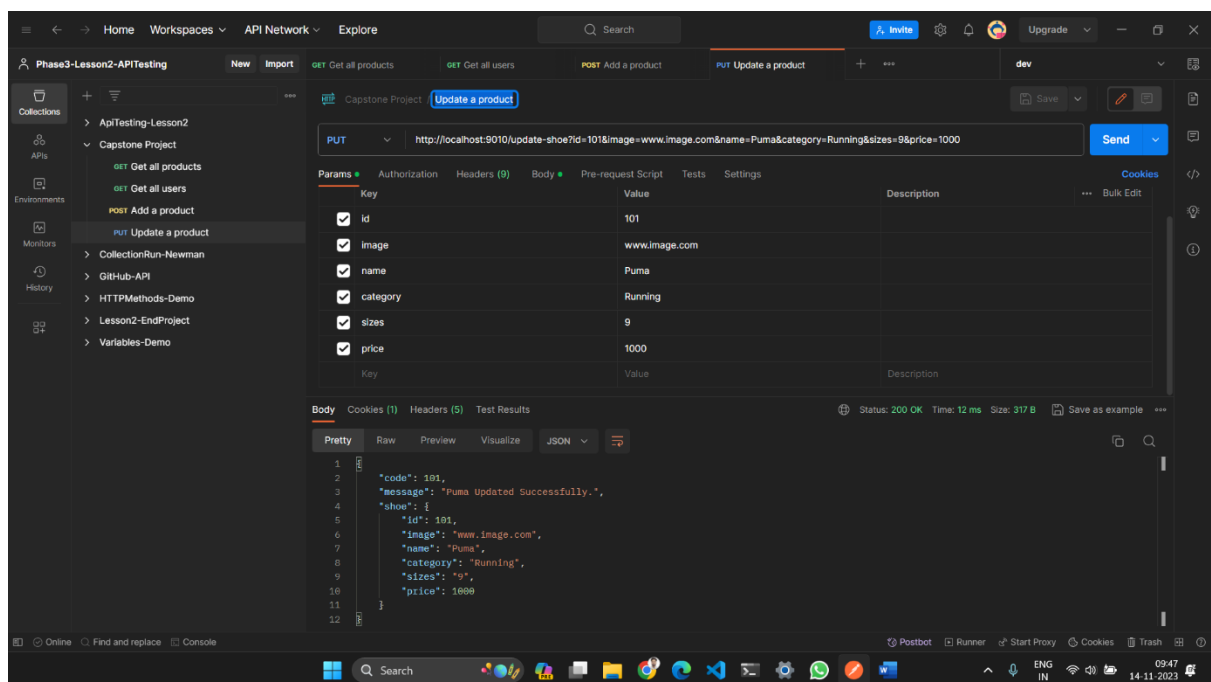 Home Workspaces API Network Explore Search Invite Upgrade
Phase3-Lesson2-APITesting New Import GET Get all products GET Get all users POST Add a product PUT Update a product dev
Collections
APIs
Environments
Monitors
History
ApiTesting-Lesson2
Capstone Project
GET Get all products
GET Get all users
POST Add a product
PUT Update a product
CollectionRun-Newman
GitHub-API
HTTPMethods-Demo
Lesson2-EndProject
Variables-Demo
HTTP Capstone Project / Update a product Save
PUT http://localhost:9010/update-shoe?id=101&image=www.image.com&name=Puma&category=Running&sizes=9&price=1000 Send
Params Authorization Headers (9) Body Pre-request Script Tests Settings Cookies
Key Value Description Bulk Edit
id 101
image www.image.com
name Puma
category Running
sizes 9
price 1000
Key Value Description
Body Cookies (1) Headers (5) Test Results Status: 200 OK Time: 12 ms Size: 317 B Save as example
Pretty Raw Preview Visualize JSON
1 {
2 "code": 101,
3 "message": "Puma Updated Successfully.",
4 "shoe": {
5 "id": 101,
6 "image": "www.image.com",
7 "name": "Puma",
8 "category": "Running",
9 "sizes": "9",
10 "price": 1000
11 }
12 }
Online Find and replace Console Postbot Runner Start Proxy Cookies Trash
Search ENG IN 09:47
14-11-2023